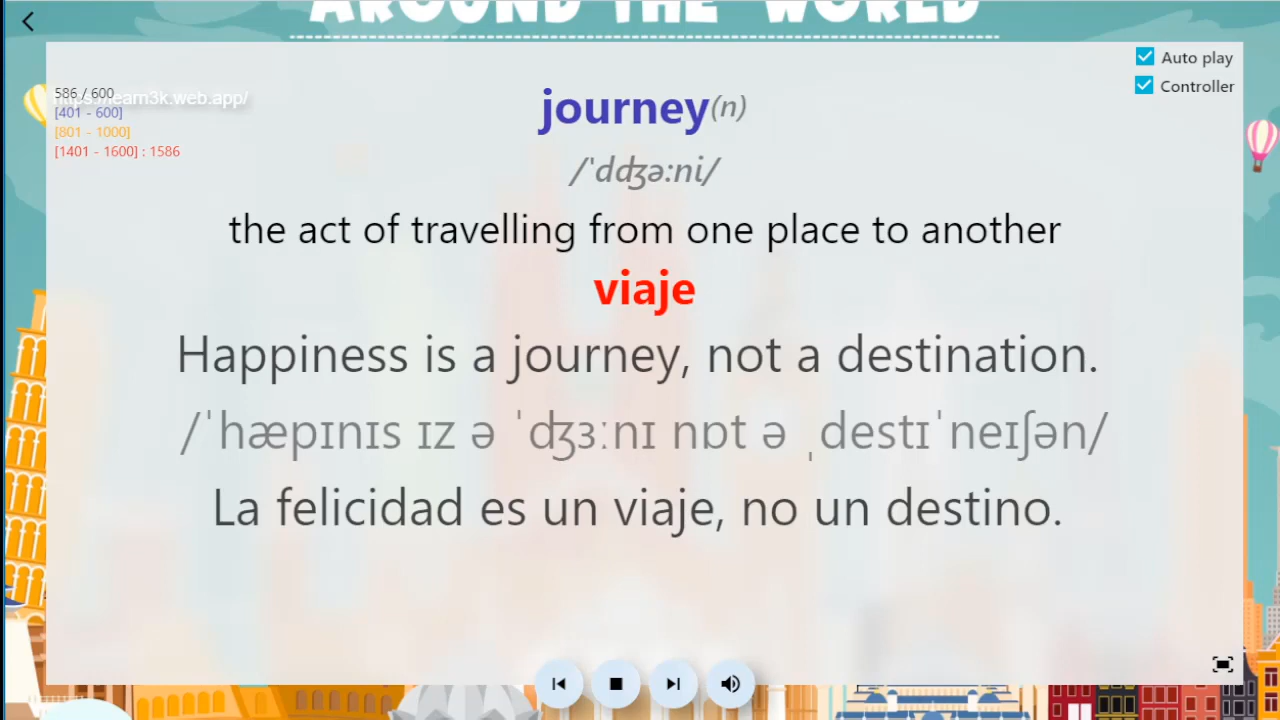 AROUND THE WORLD
Auto play
Controller
586 / 600
https://learn3k.web.app/
[401 - 600]
[801 - 1000]
[1401 - 1600] : 1586
journey(n)
/ˈdʤə:ni/
the act of travelling from one place to another
viaje
Happiness is a journey, not a destination.
/ˈhæpɪnɪs ɪz ə ˈʤɜːnɪ nɒt ə ˌdestɪˈneɪʃən/
La felicidad es un viaje, no un destino.